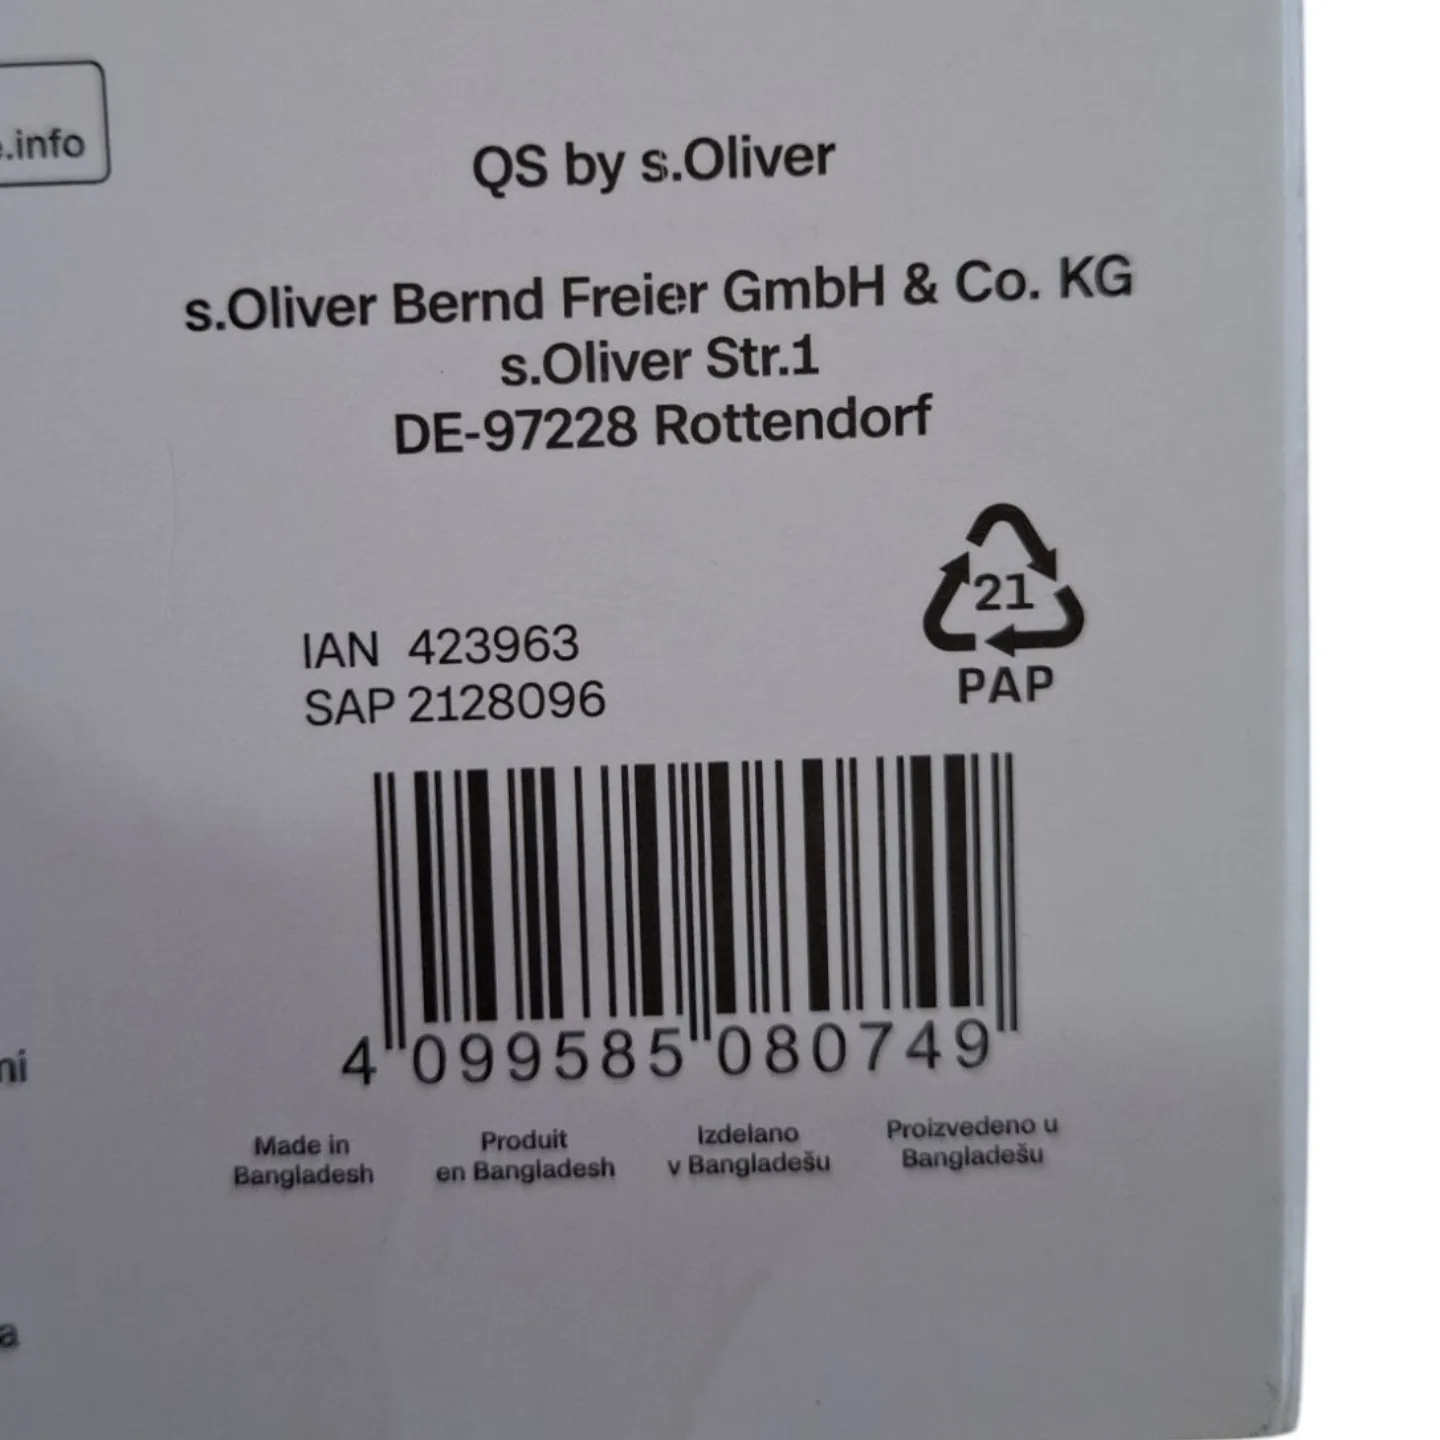 .info
QS by s.Oliver
s.Oliver Bernd Freier GmbH & Co. KG
s.Oliver Str.1
DE-97228 Rottendorf
21
PAP
IAN 423963
SAP 2128096
4 099585 080749
Made in
Bangladesh
Produit
en Bangladesh
Izdelano
v Bangladešu
Proizvedeno u
Bangladešu